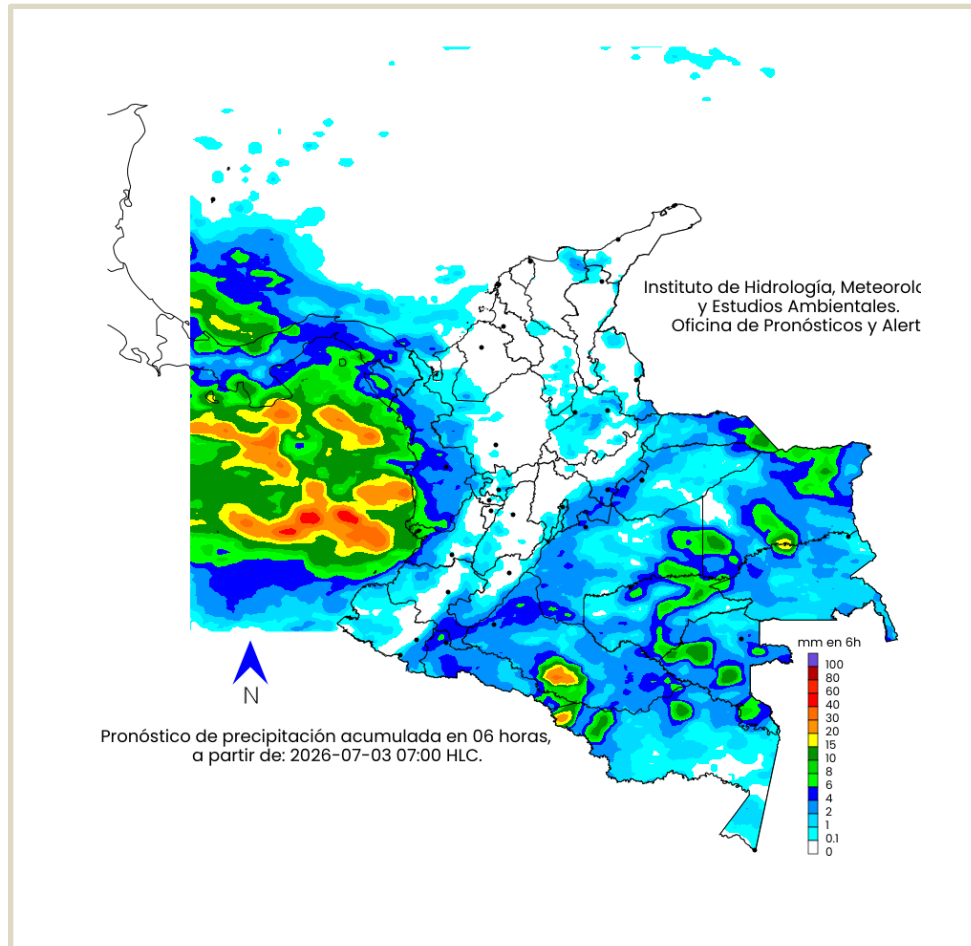 Instituto de Hidrología, Meteorolo
y Estudios Ambientales.
Oficina de Pronósticos y Alert
mm en 6h
100
80
60
40
30
20
15
10
8
6
4
2
1
0.1
0
N
Pronóstico de precipitación acumulada en 06 horas,
a partir de: 2026-07-03 07:00 HLC.